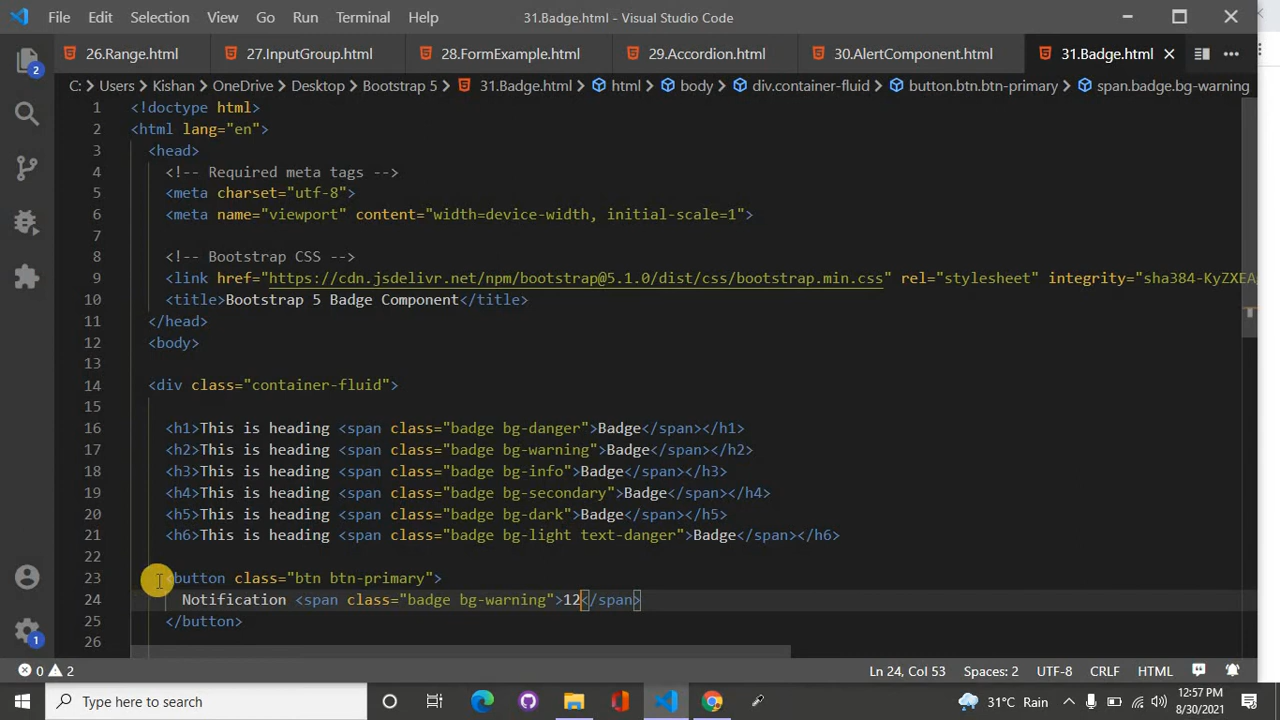 File Edit Selection View Go Run Terminal Help 31.Badge.html - Visual Studio Code
26.Range.html 27.InputGroup.html 28.FormExample.html 29.Accordion.html 30.AlertComponent.html 31.Badge.html
C: > Users > Kishan > OneDrive > Desktop > Bootstrap 5 > 31.Badge.html > html > body > div.container-fluid > button.btn.btn-primary > span.badge.bg-warning
1 <!doctype html>
2 <html lang="en">
3 <head>
4 <!-- Required meta tags -->
5 <meta charset="utf-8">
6 <meta name="viewport" content="width=device-width, initial-scale=1">
7
8 <!-- Bootstrap CSS -->
9 <link href="https://cdn.jsdelivr.net/npm/bootstrap@5.1.0/dist/css/bootstrap.min.css" rel="stylesheet" integrity="sha384-KyZXEA
10 <title>Bootstrap 5 Badge Component</title>
11 </head>
12 <body>
13
14 <div class="container-fluid">
15
16 <h1>This is heading <span class="badge bg-danger">Badge</span></h1>
17 <h2>This is heading <span class="badge bg-warning">Badge</span></h2>
18 <h3>This is heading <span class="badge bg-info">Badge</span></h3>
19 <h4>This is heading <span class="badge bg-secondary">Badge</span></h4>
20 <h5>This is heading <span class="badge bg-dark">Badge</span></h5>
21 <h6>This is heading <span class="badge bg-light text-danger">Badge</span></h6>
22
23 <button class="btn btn-primary">
24 Notification <span class="badge bg-warning">12</span>
25 </button>
26
2
1
0 2 Ln 24, Col 53 Spaces: 2 UTF-8 CRLF HTML
Type here to search 31°C Rain 12:57 PM
8/30/2021